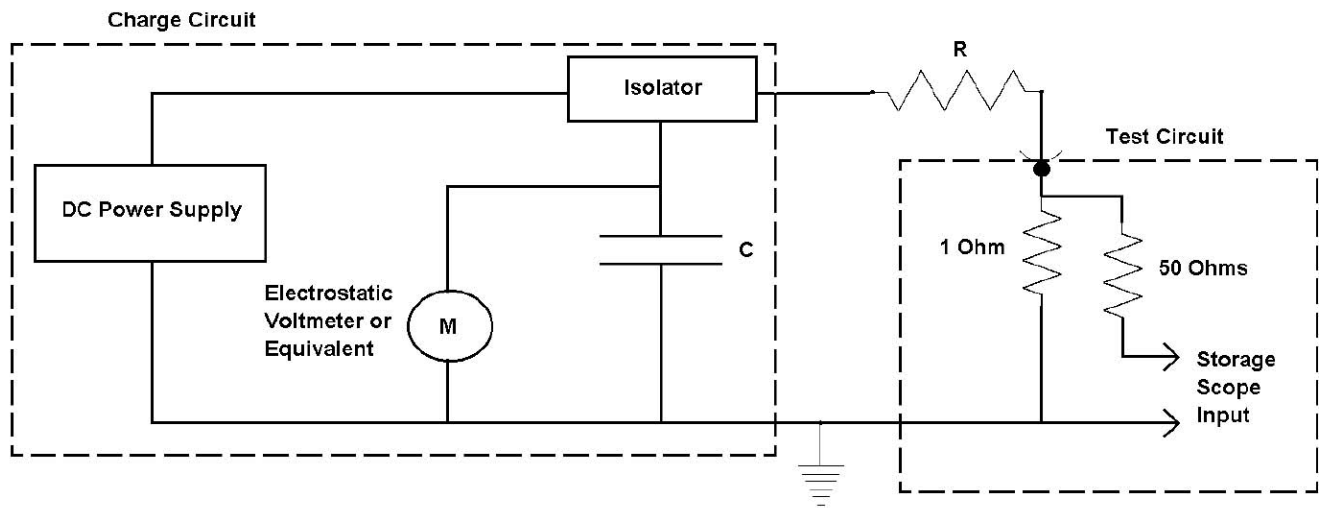 Charge Circuit
R
Isolator
Test Circuit
DC Power Supply
1 Ohm
C
50 Ohms
Electrostatic
Voltmeter or
Equivalent
M
Storage
Scope
Input